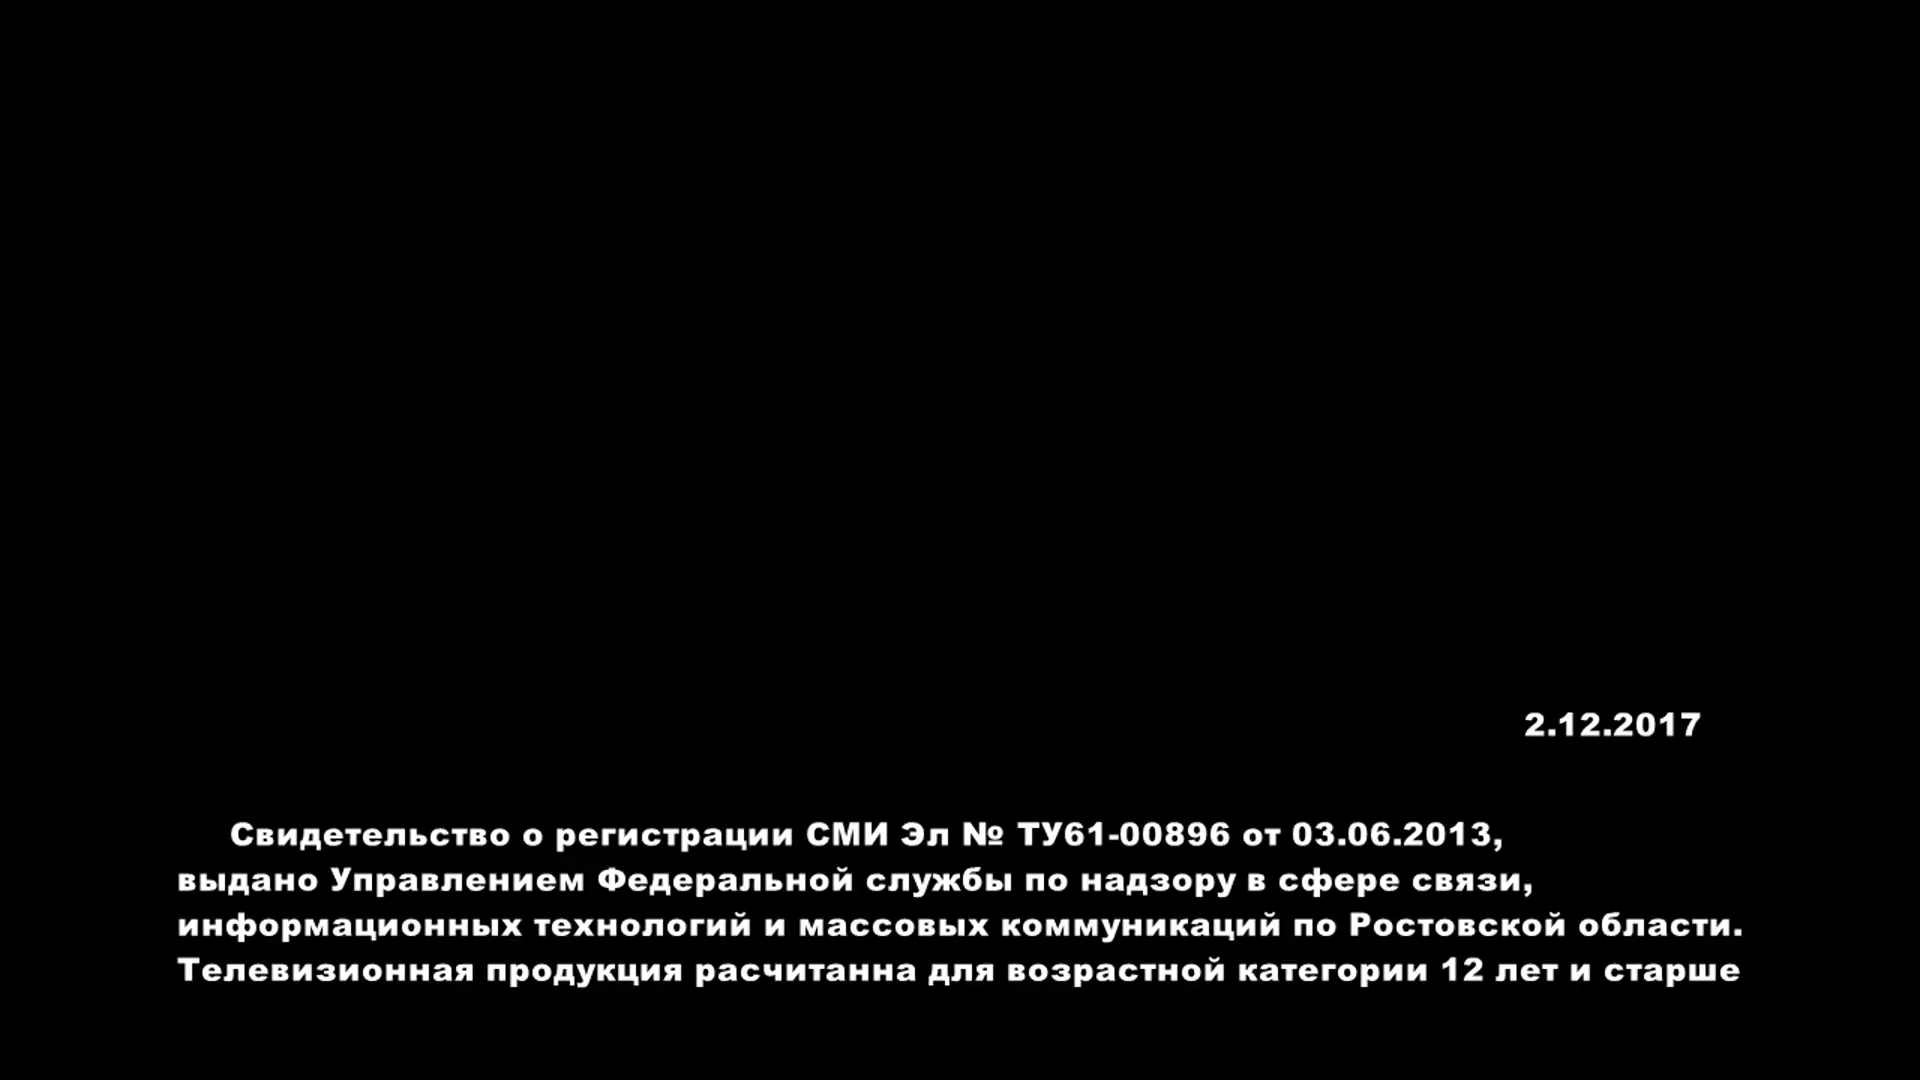 2.12.2017
Свидетельство о регистрации СМИ Эл № ТУ61-00896 от 03.06.2013,
выдано Управлением Федеральной службы по надзору в сфере связи,
информационных технологий и массовых коммуникаций по Ростовской области.
Телевизионная продукция расчитанна для возрастной категории 12 лет и старше